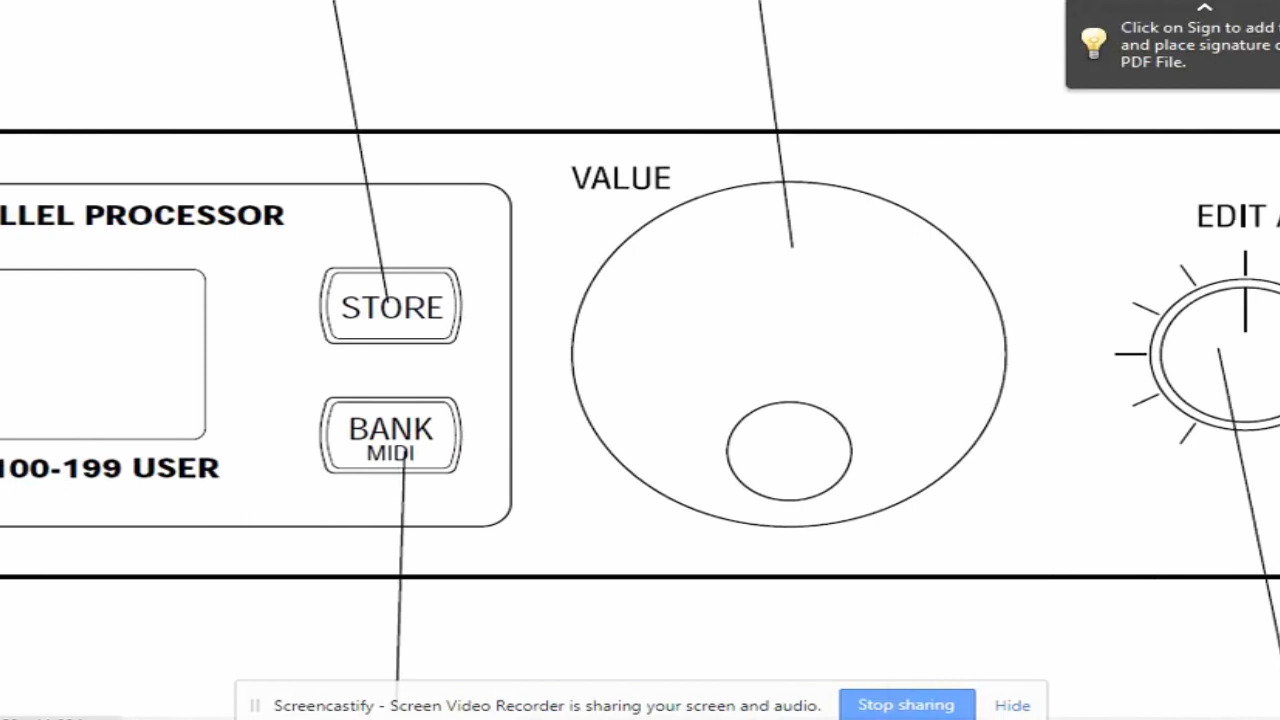 Click on Sign to add
and place signature
PDF File.
VALUE
LLEL PROCESSOR
EDIT
STORE
BANK
MIDI
100-199 USER
Screencastify - Screen Video Recorder is sharing your screen and audio.
Stop sharing
Hide